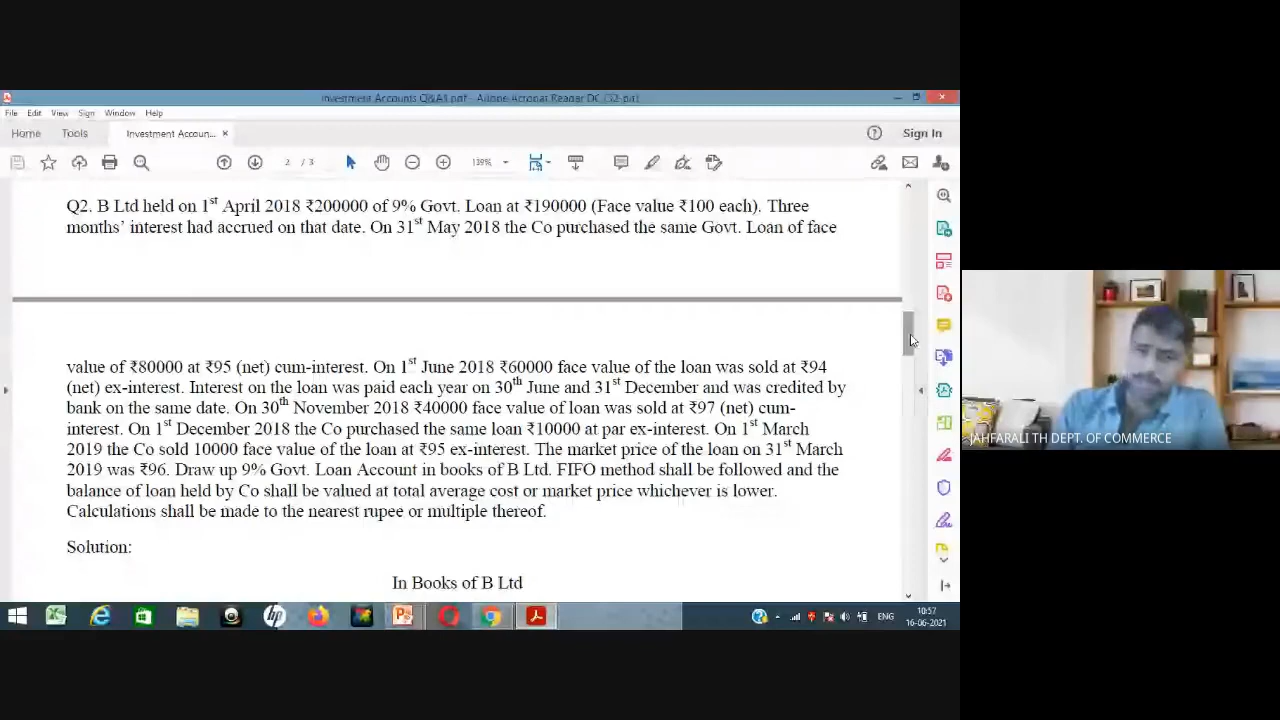 Investment Accounts Q&A3.pdf - Adobe Acrobat Reader DC (32-bit)
File Edit View Sign Window Help
Home Tools Investment Accoun... × Sign In
2 / 3 139%
Q2. B Ltd held on 1st April 2018 ₹200000 of 9% Govt. Loan at ₹190000 (Face value ₹100 each). Three
months’ interest had accrued on that date. On 31st May 2018 the Co purchased the same Govt. Loan of face
value of ₹80000 at ₹95 (net) cum-interest. On 1st June 2018 ₹60000 face value of the loan was sold at ₹94
(net) ex-interest. Interest on the loan was paid each year on 30th June and 31st December and was credited by
bank on the same date. On 30th November 2018 ₹40000 face value of loan was sold at ₹97 (net) cum-
interest. On 1st December 2018 the Co purchased the same loan ₹10000 at par ex-interest. On 1st March
2019 the Co sold 10000 face value of the loan at ₹95 ex-interest. The market price of the loan on 31st March
2019 was ₹96. Draw up 9% Govt. Loan Account in books of B Ltd. FIFO method shall be followed and the
balance of loan held by Co shall be valued at total average cost or market price whichever is lower.
Calculations shall be made to the nearest rupee or multiple thereof.
Solution:
In Books of B Ltd
JAHFARALI TH DEPT. OF COMMERCE
ENG
10:57
16-06-2021